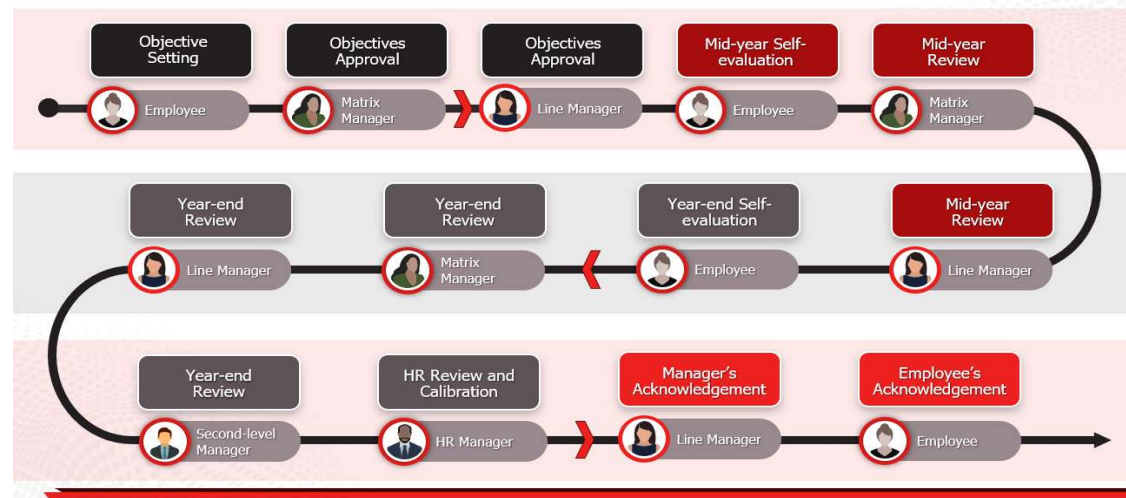 Objective
Setting
Employee
Objectives
Approval
Matrix
Manager
Objectives
Approval
Line Manager
Mid-year Self-
evaluation
Employee
Mid-year
Review
Matrix
Manager
Year-end
Review
Line Manager
Year-end
Review
Matrix
Manager
Year-end Self-
evaluation
Employee
Mid-year
Review
Line Manager
Year-end
Review
Second-level
Manager
HR Review and
Calibration
HR Manager
Manager's
Acknowledgement
Line Manager
Employee's
Acknowledgement
Employee